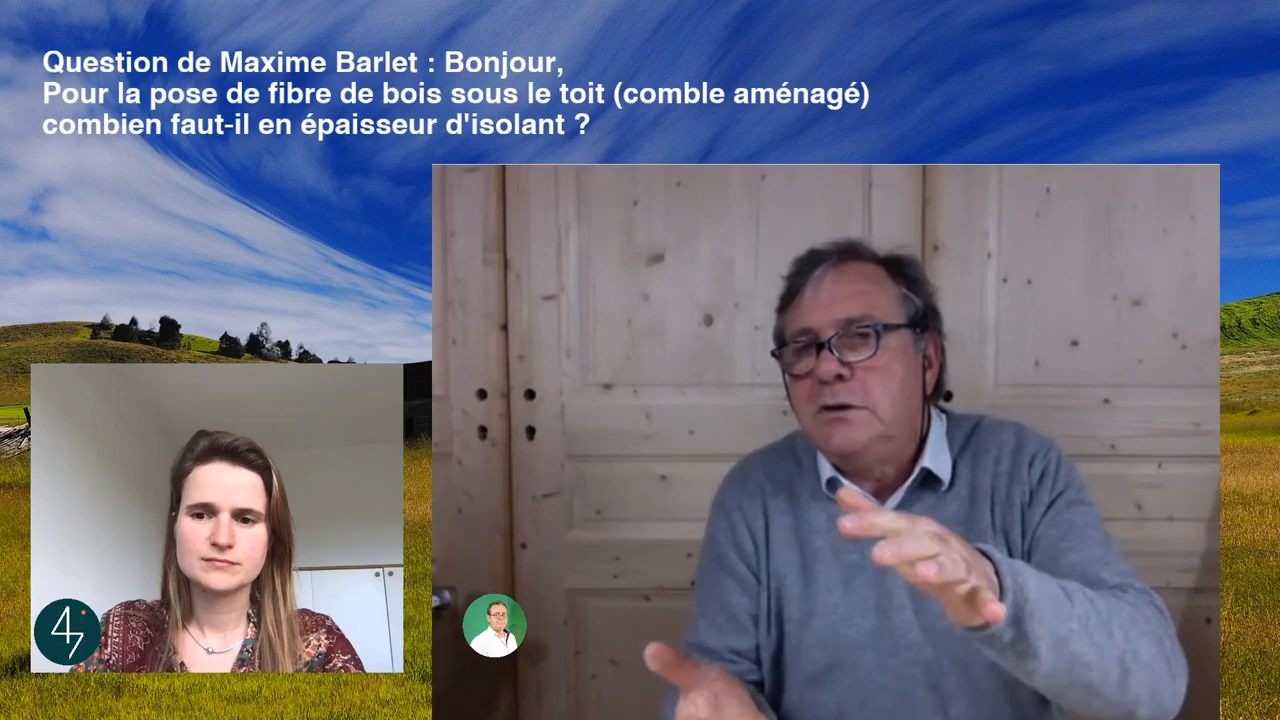 Question de Maxime Barlet : Bonjour,
Pour la pose de fibre de bois sous le toit (comble aménagé)
combien faut-il en épaisseur d'isolant ?
47